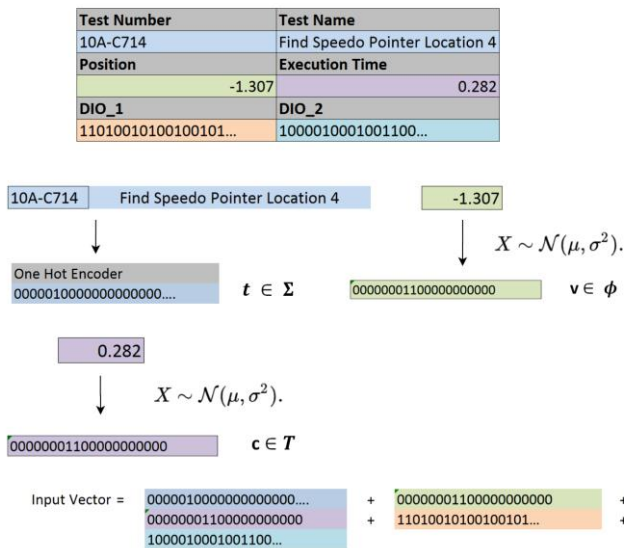 Test Number Test Name
10A-C714 Find Speedo Pointer Location 4
Position Execution Time
-1.307 0.282
DIO_1 DIO_2
11010010100100101... 1000010001001100...
10A-C714 Find Speedo Pointer Location 4 -1.307
X ∼ N(μ, σ²).
One Hot Encoder
00000100000000000000.... t ∈ Σ 00000001100000000000 v ∈ ϕ
0.282
X ∼ N(μ, σ²).
00000001100000000000 c ∈ T
Input Vector = 00000100000000000000.... + 00000001100000000000 +
00000001100000000000 + 11010010100100101... +
1000010001001100...